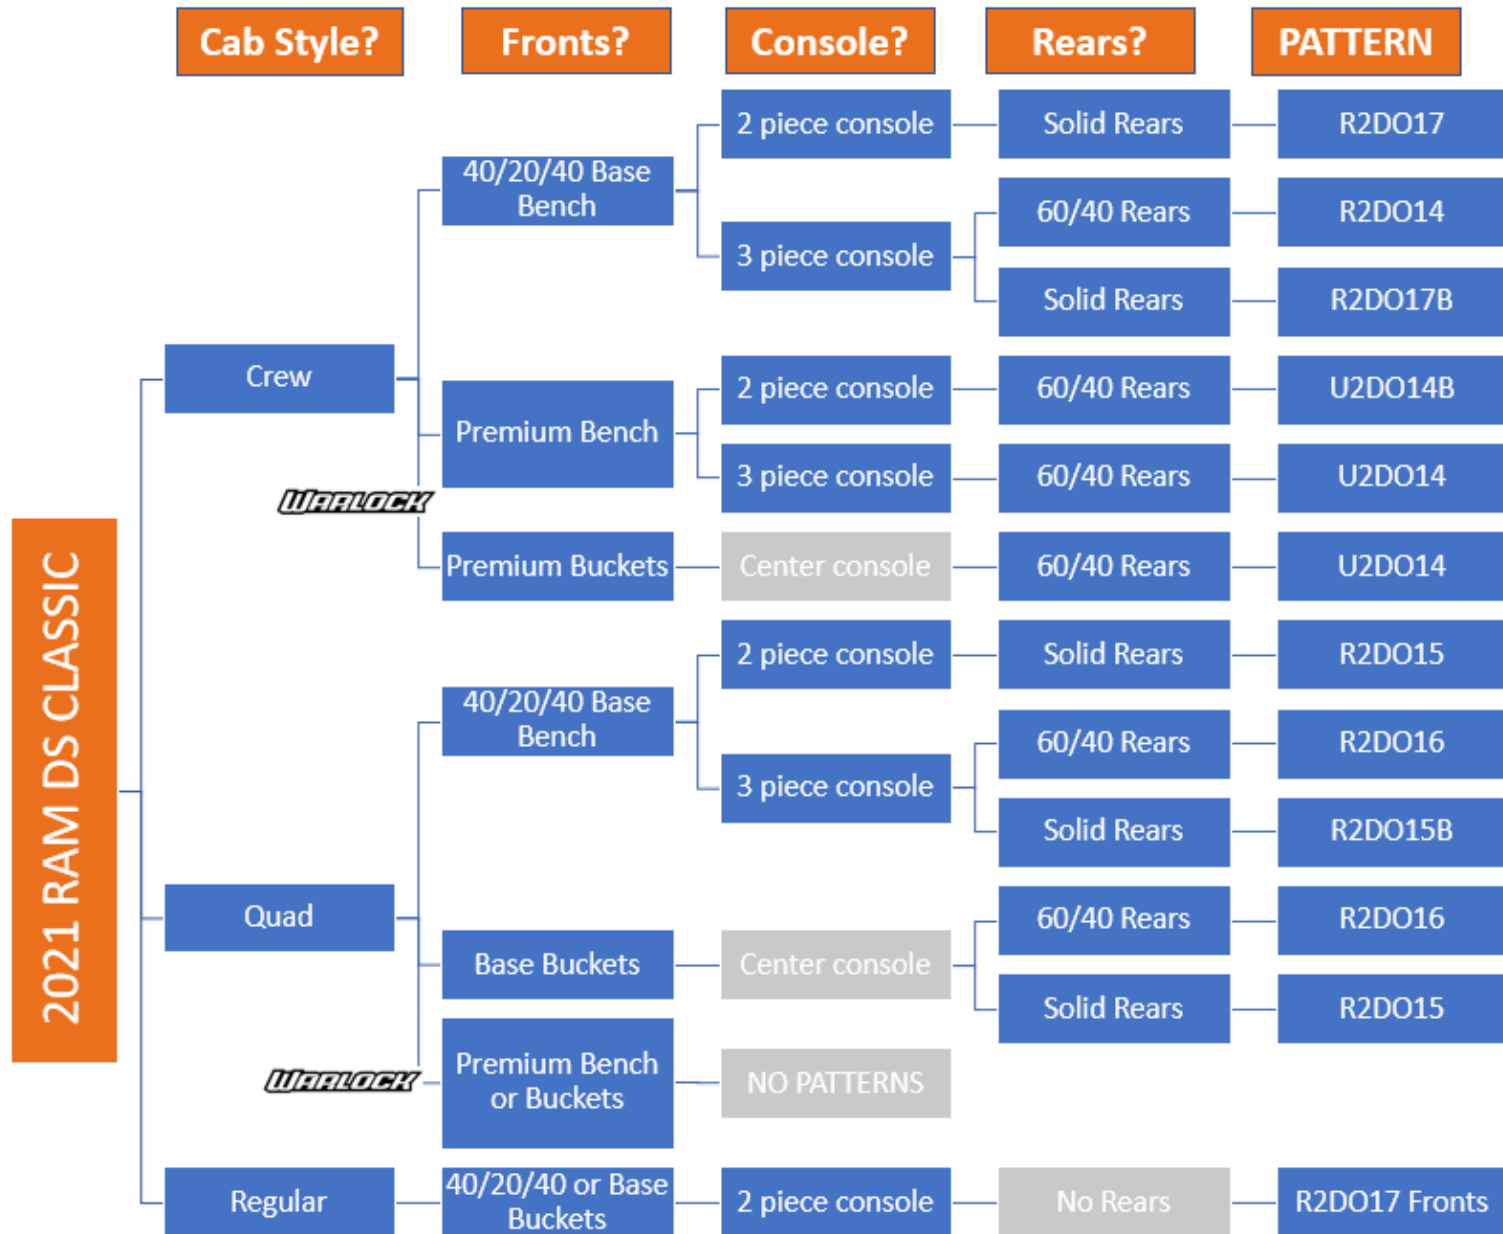 Cab Style?
Fronts?
Console?
Rears?
PATTERN
2021 RAM DS CLASSIC
Crew
40/20/40 Base
Bench
2 piece console
Solid Rears
R2DO17
3 piece console
60/40 Rears
R2DO14
Solid Rears
R2DO17B
WARLOCK
Premium Bench
2 piece console
60/40 Rears
U2DO14B
3 piece console
60/40 Rears
U2DO14
Premium Buckets
Center console
60/40 Rears
U2DO14
Quad
40/20/40 Base
Bench
2 piece console
Solid Rears
R2DO15
3 piece console
60/40 Rears
R2DO16
Solid Rears
R2DO15B
Base Buckets
Center console
60/40 Rears
R2DO16
Solid Rears
R2DO15
WARLOCK
Premium Bench
or Buckets
NO PATTERNS
Regular
40/20/40 or Base
Buckets
2 piece console
No Rears
R2DO17 Fronts